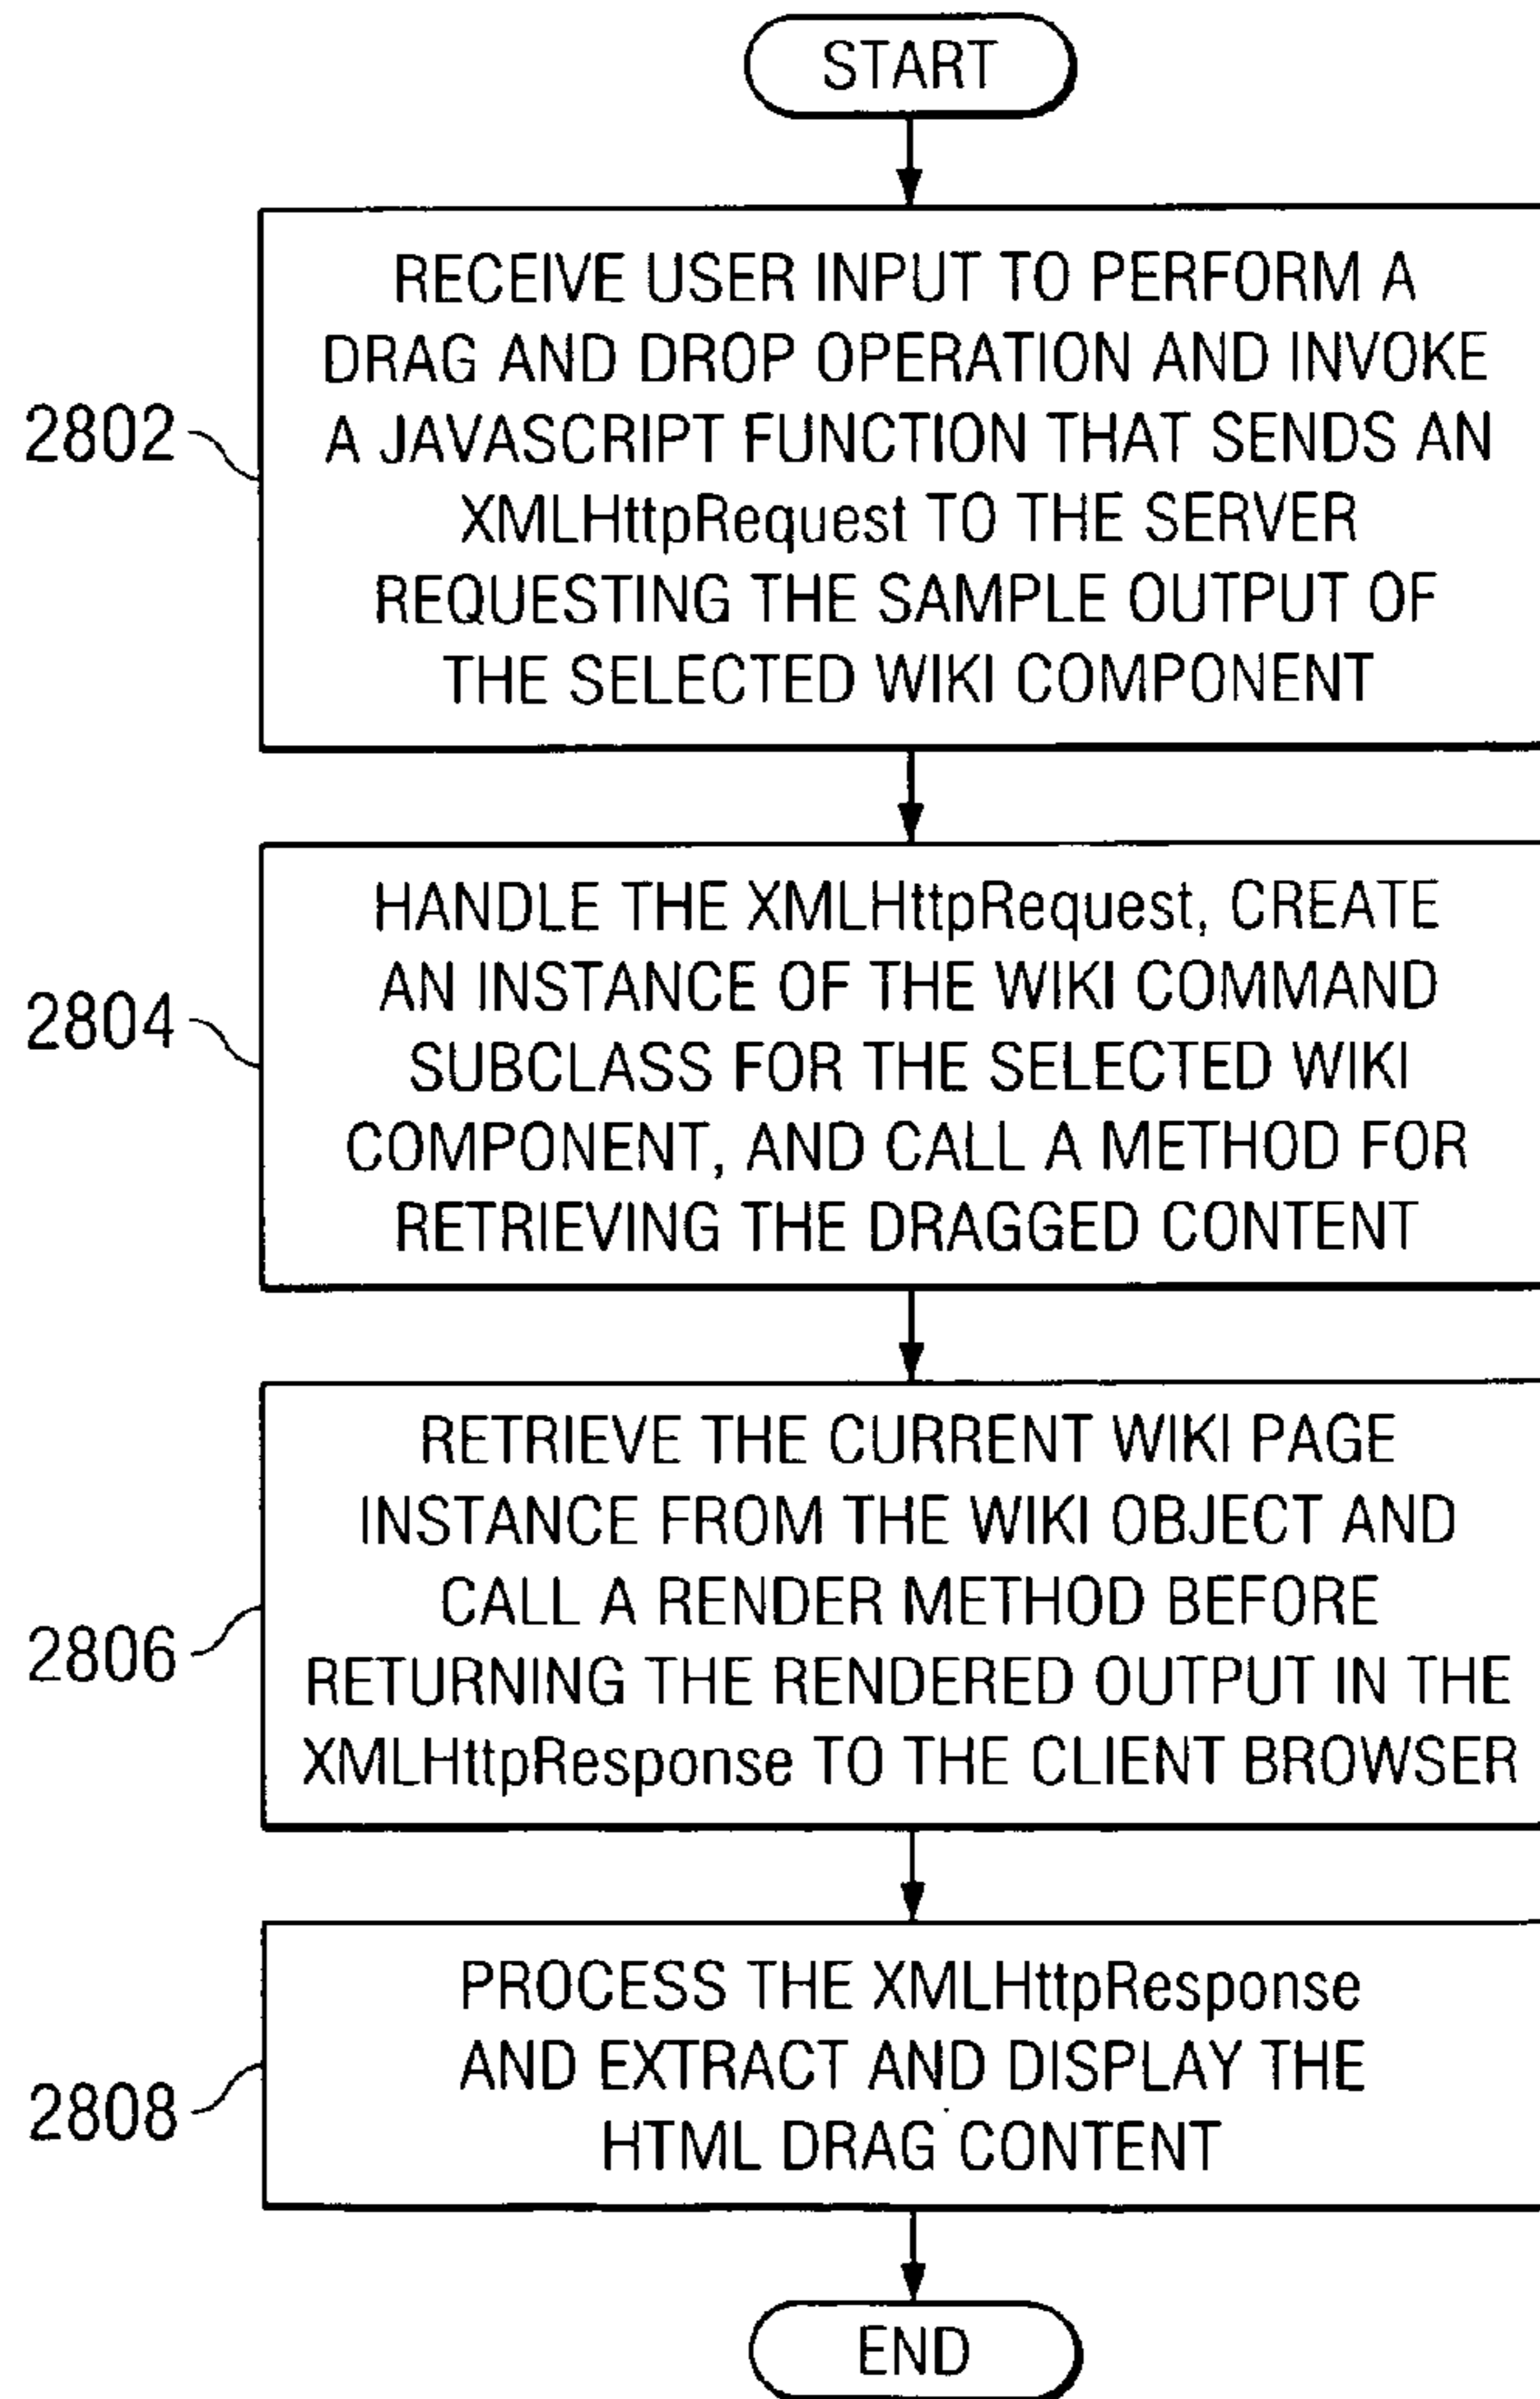 START
RECEIVE USER INPUT TO PERFORM A
DRAG AND DROP OPERATION AND INVOKE
A JAVASCRIPT FUNCTION THAT SENDS AN
XMLHttpRequest TO THE SERVER
REQUESTING THE SAMPLE OUTPUT OF
THE SELECTED WIKI COMPONENT
2802
HANDLE THE XMLHttpRequest, CREATE
AN INSTANCE OF THE WIKI COMMAND
SUBCLASS FOR THE SELECTED WIKI
COMPONENT, AND CALL A METHOD FOR
RETRIEVING THE DRAGGED CONTENT
2804
RETRIEVE THE CURRENT WIKI PAGE
INSTANCE FROM THE WIKI OBJECT AND
CALL A RENDER METHOD BEFORE
RETURNING THE RENDERED OUTPUT IN THE
XMLHttpResponse TO THE CLIENT BROWSER
2806
PROCESS THE XMLHttpResponse
AND EXTRACT AND DISPLAY THE
HTML DRAG CONTENT
2808
END